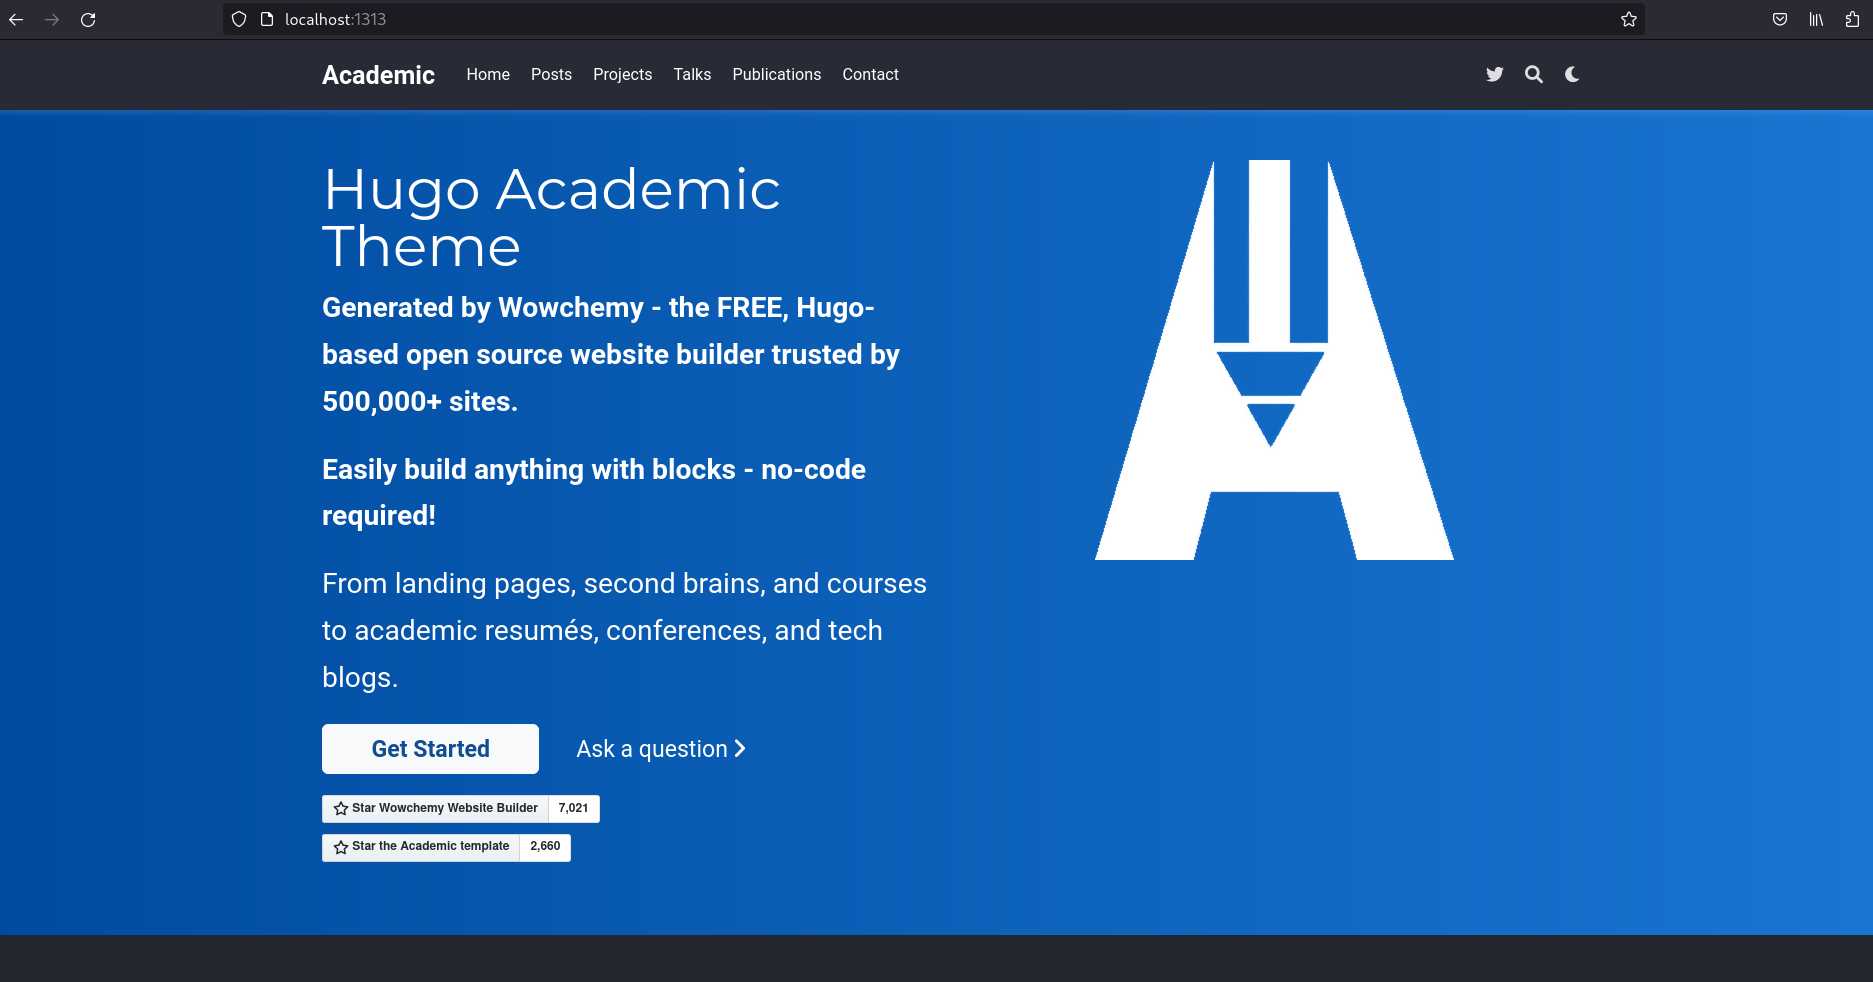 localhost:1313
Academic Home Posts Projects Talks Publications Contact
Hugo Academic
Theme
Generated by Wowchemy - the FREE, Hugo-
based open source website builder trusted by
500,000+ sites.
Easily build anything with blocks - no-code
required!
From landing pages, second brains, and courses
to academic resumés, conferences, and tech
blogs.
Get Started Ask a question
Star Wowchemy Website Builder 7,021
Star the Academic template 2,660